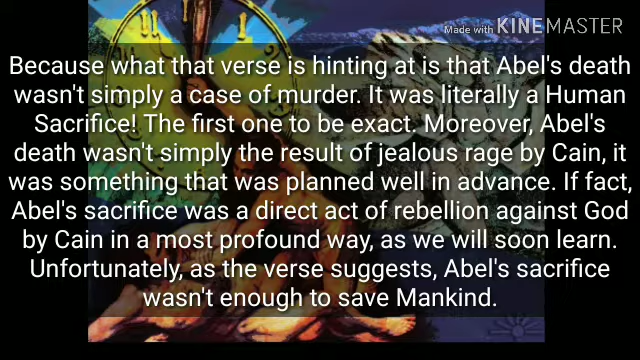 Made with KINEMASTER
Because what that verse is hinting at is that Abel's death
wasn't simply a case of murder. It was literally a Human
Sacrifice! The first one to be exact. Moreover, Abel's
death wasn't simply the result of jealous rage by Cain, it
was something that was planned well in advance. If fact,
Abel's sacrifice was a direct act of rebellion against God
by Cain in a most profound way, as we will soon learn.
Unfortunately, as the verse suggests, Abel's sacrifice
wasn't enough to save Mankind.